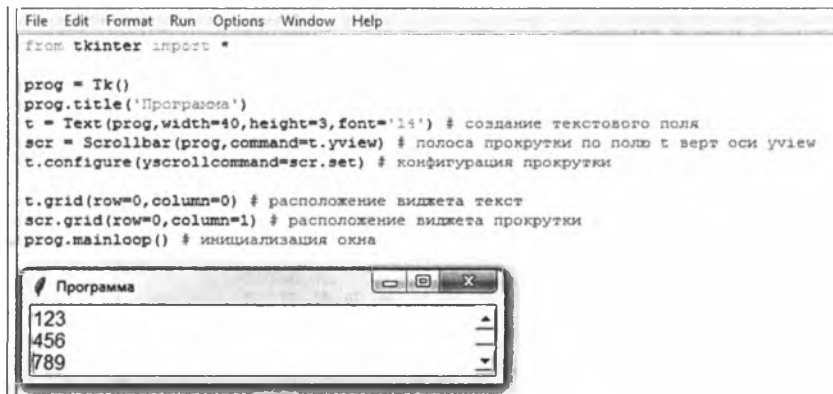 File Edit Format Run Options Window Help
from tkinter import *
prog = Tk()
prog.title('Программа')
t = Text(prog,width=40,height=3,font='14') # создание текстового поля
scr = Scrollbar(prog,command=t.yview) # полоса прокрутки по полю t верт оси yview
t.configure(yscrollcommand=scr.set) # конфигурация прокрутки
t.grid(row=0,column=0) # расположение виджета текст
scr.grid(row=0,column=1) # расположение виджета прокрутки
prog.mainloop() # инициализация окна
Программа
123
456
789